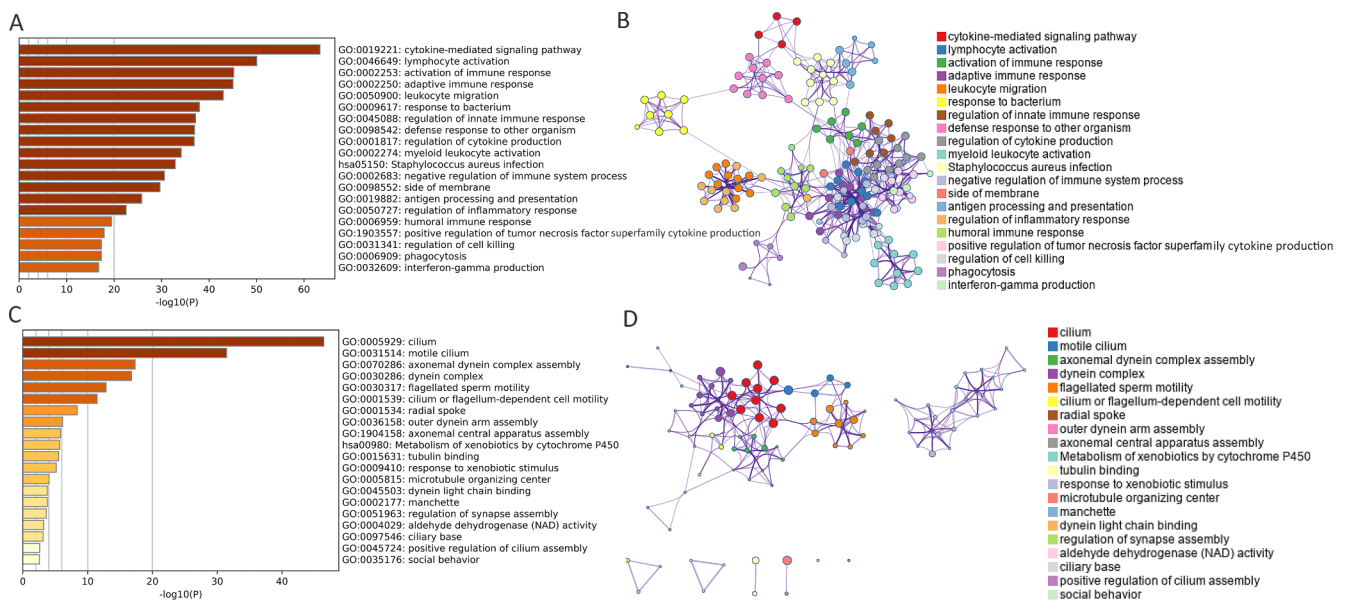 A
GO:0019221: cytokine-mediated signaling pathway
GO:0046649: lymphocyte activation
GO:0002253: activation of immune response
GO:0002250: adaptive immune response
GO:0050900: leukocyte migration
GO:0009617: response to bacterium
GO:0045088: regulation of innate immune response
GO:0098542: defense response to other organism
GO:0001817: regulation of cytokine production
GO:0002274: myeloid leukocyte activation
hsa05150: Staphylococcus aureus infection
GO:0002683: negative regulation of immune system process
GO:0098552: side of membrane
GO:0019882: antigen processing and presentation
GO:0050727: regulation of inflammatory response
GO:0006959: humoral immune response
GO:1903557: positive regulation of tumor necrosis factor superfamily cytokine production
GO:0031341: regulation of cell killing
GO:0006909: phagocytosis
GO:0032609: interferon-gamma production
0 10 20 30 40 50 60
-log10(P)
B
cytokine-mediated signaling pathway
lymphocyte activation
activation of immune response
adaptive immune response
leukocyte migration
response to bacterium
regulation of innate immune response
defense response to other organism
regulation of cytokine production
myeloid leukocyte activation
Staphylococcus aureus infection
negative regulation of immune system process
side of membrane
antigen processing and presentation
regulation of inflammatory response
humoral immune response
positive regulation of tumor necrosis factor superfamily cytokine production
regulation of cell killing
phagocytosis
interferon-gamma production
C
GO:0005929: cilium
GO:0031514: motile cilium
GO:0070286: axonemal dynein complex assembly
GO:0030286: dynein complex
GO:0030317: flagellated sperm motility
GO:0001539: cilium or flagellum-dependent cell motility
GO:0001534: radial spoke
GO:0036158: outer dynein arm assembly
GO:1904158: axonemal central apparatus assembly
hsa00980: Metabolism of xenobiotics by cytochrome P450
GO:0015631: tubulin binding
GO:0009410: response to xenobiotic stimulus
GO:0005815: microtubule organizing center
GO:0045503: dynein light chain binding
GO:0002177: manchette
GO:0051963: regulation of synapse assembly
GO:0004029: aldehyde dehydrogenase (NAD) activity
GO:0097546: ciliary base
GO:0045724: positive regulation of cilium assembly
GO:0035176: social behavior
0 10 20 30 40
-log10(P)
D
cilium
motile cilium
axonemal dynein complex assembly
dynein complex
flagellated sperm motility
cilium or flagellum-dependent cell motility
radial spoke
outer dynein arm assembly
axonemal central apparatus assembly
Metabolism of xenobiotics by cytochrome P450
tubulin binding
response to xenobiotic stimulus
microtubule organizing center
manchette
dynein light chain binding
regulation of synapse assembly
aldehyde dehydrogenase (NAD) activity
ciliary base
positive regulation of cilium assembly
social behavior